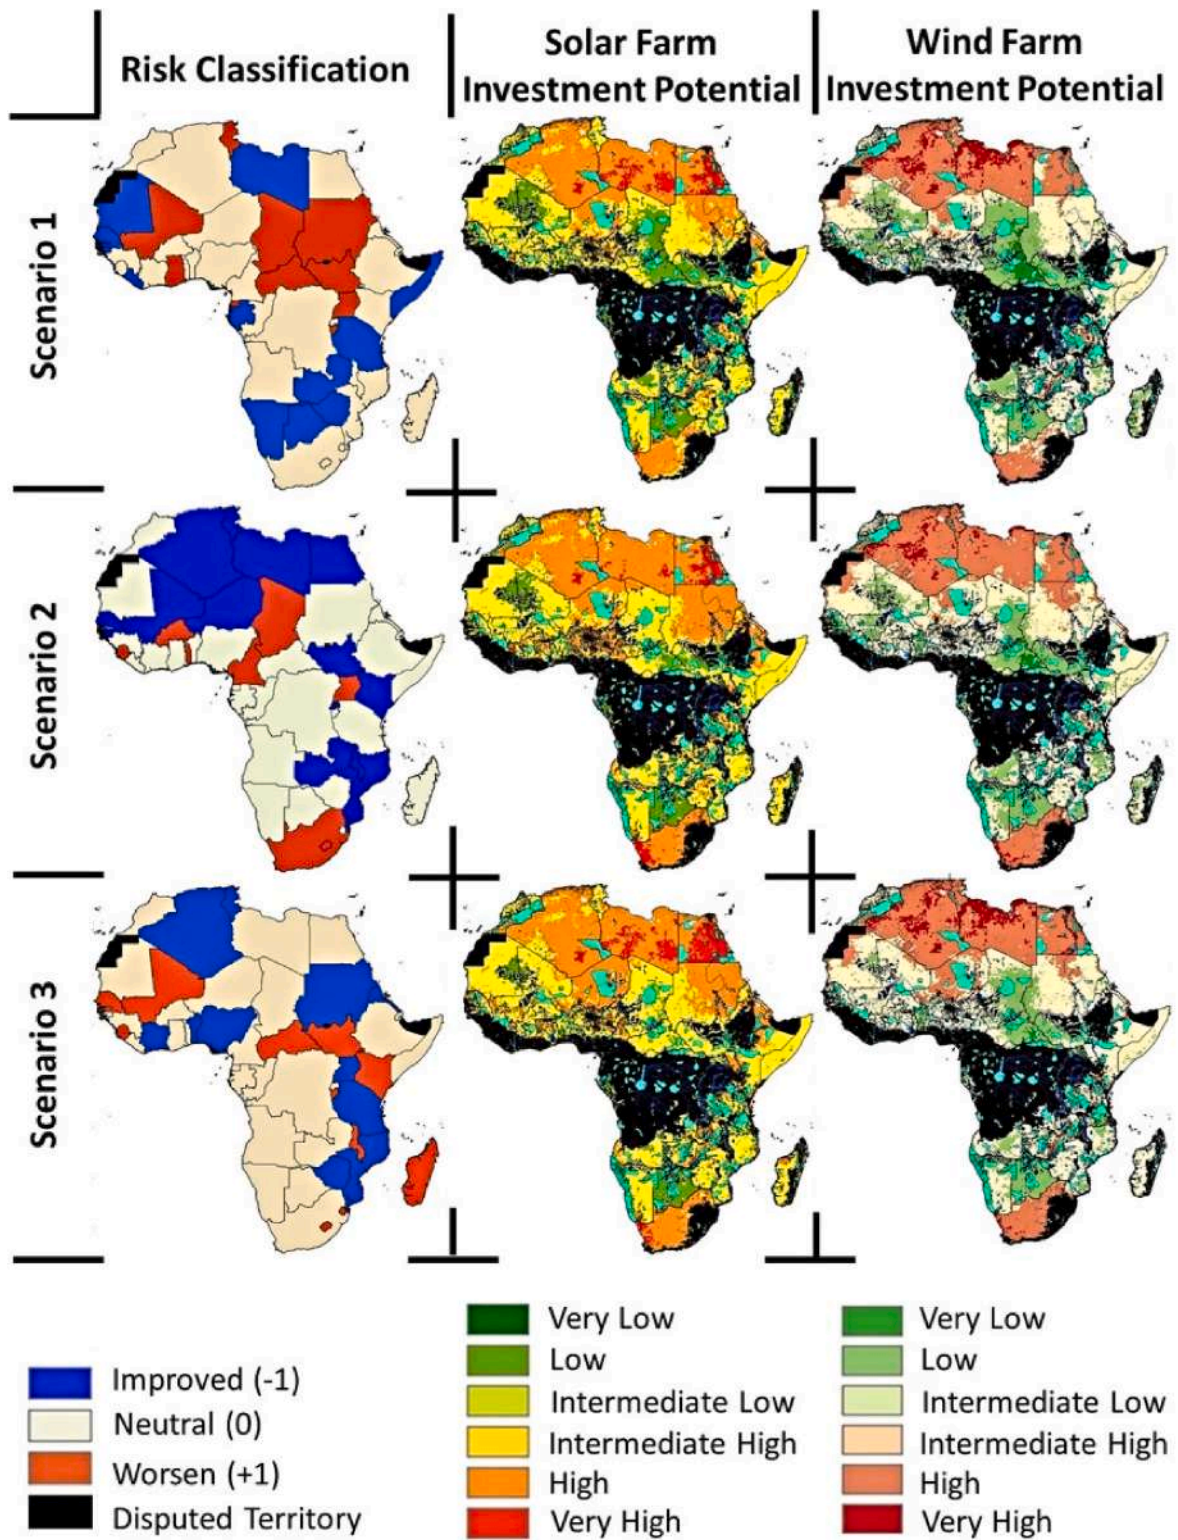 Risk Classification
Solar Farm
Investment Potential
Wind Farm
Investment Potential
Scenario 1
Scenario 2
Scenario 3
Improved (-1)
Neutral (0)
Worsen (+1)
Disputed Territory
Very Low
Low
Intermediate Low
Intermediate High
High
Very High
Very Low
Low
Intermediate Low
Intermediate High
High
Very High